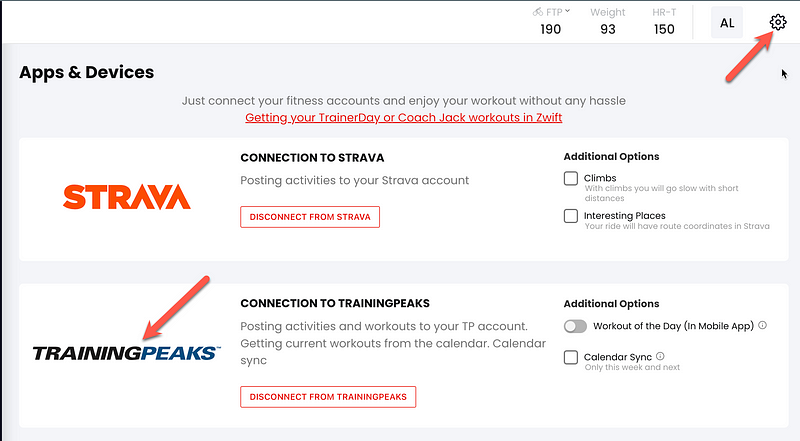 FTP Weight HR-T
190 93 150 AL
Apps & Devices
Just connect your fitness accounts and enjoy your workout without any hassle
Getting your TrainerDay or Coach Jack workouts in Zwift
STRAVA
CONNECTION TO STRAVA
Posting activities to your Strava account
DISCONNECT FROM STRAVA
Additional Options
Climbs
With climbs you will go slow with short
distances
Interesting Places
Your ride will have route coordinates in Strava
TRAININGPEAKS™
CONNECTION TO TRAININGPEAKS
Posting activities and workouts to your TP account.
Getting current workouts from the calendar. Calendar
sync
DISCONNECT FROM TRAININGPEAKS
Additional Options
Workout of the Day (In Mobile App)
Calendar Sync
Only this week and next